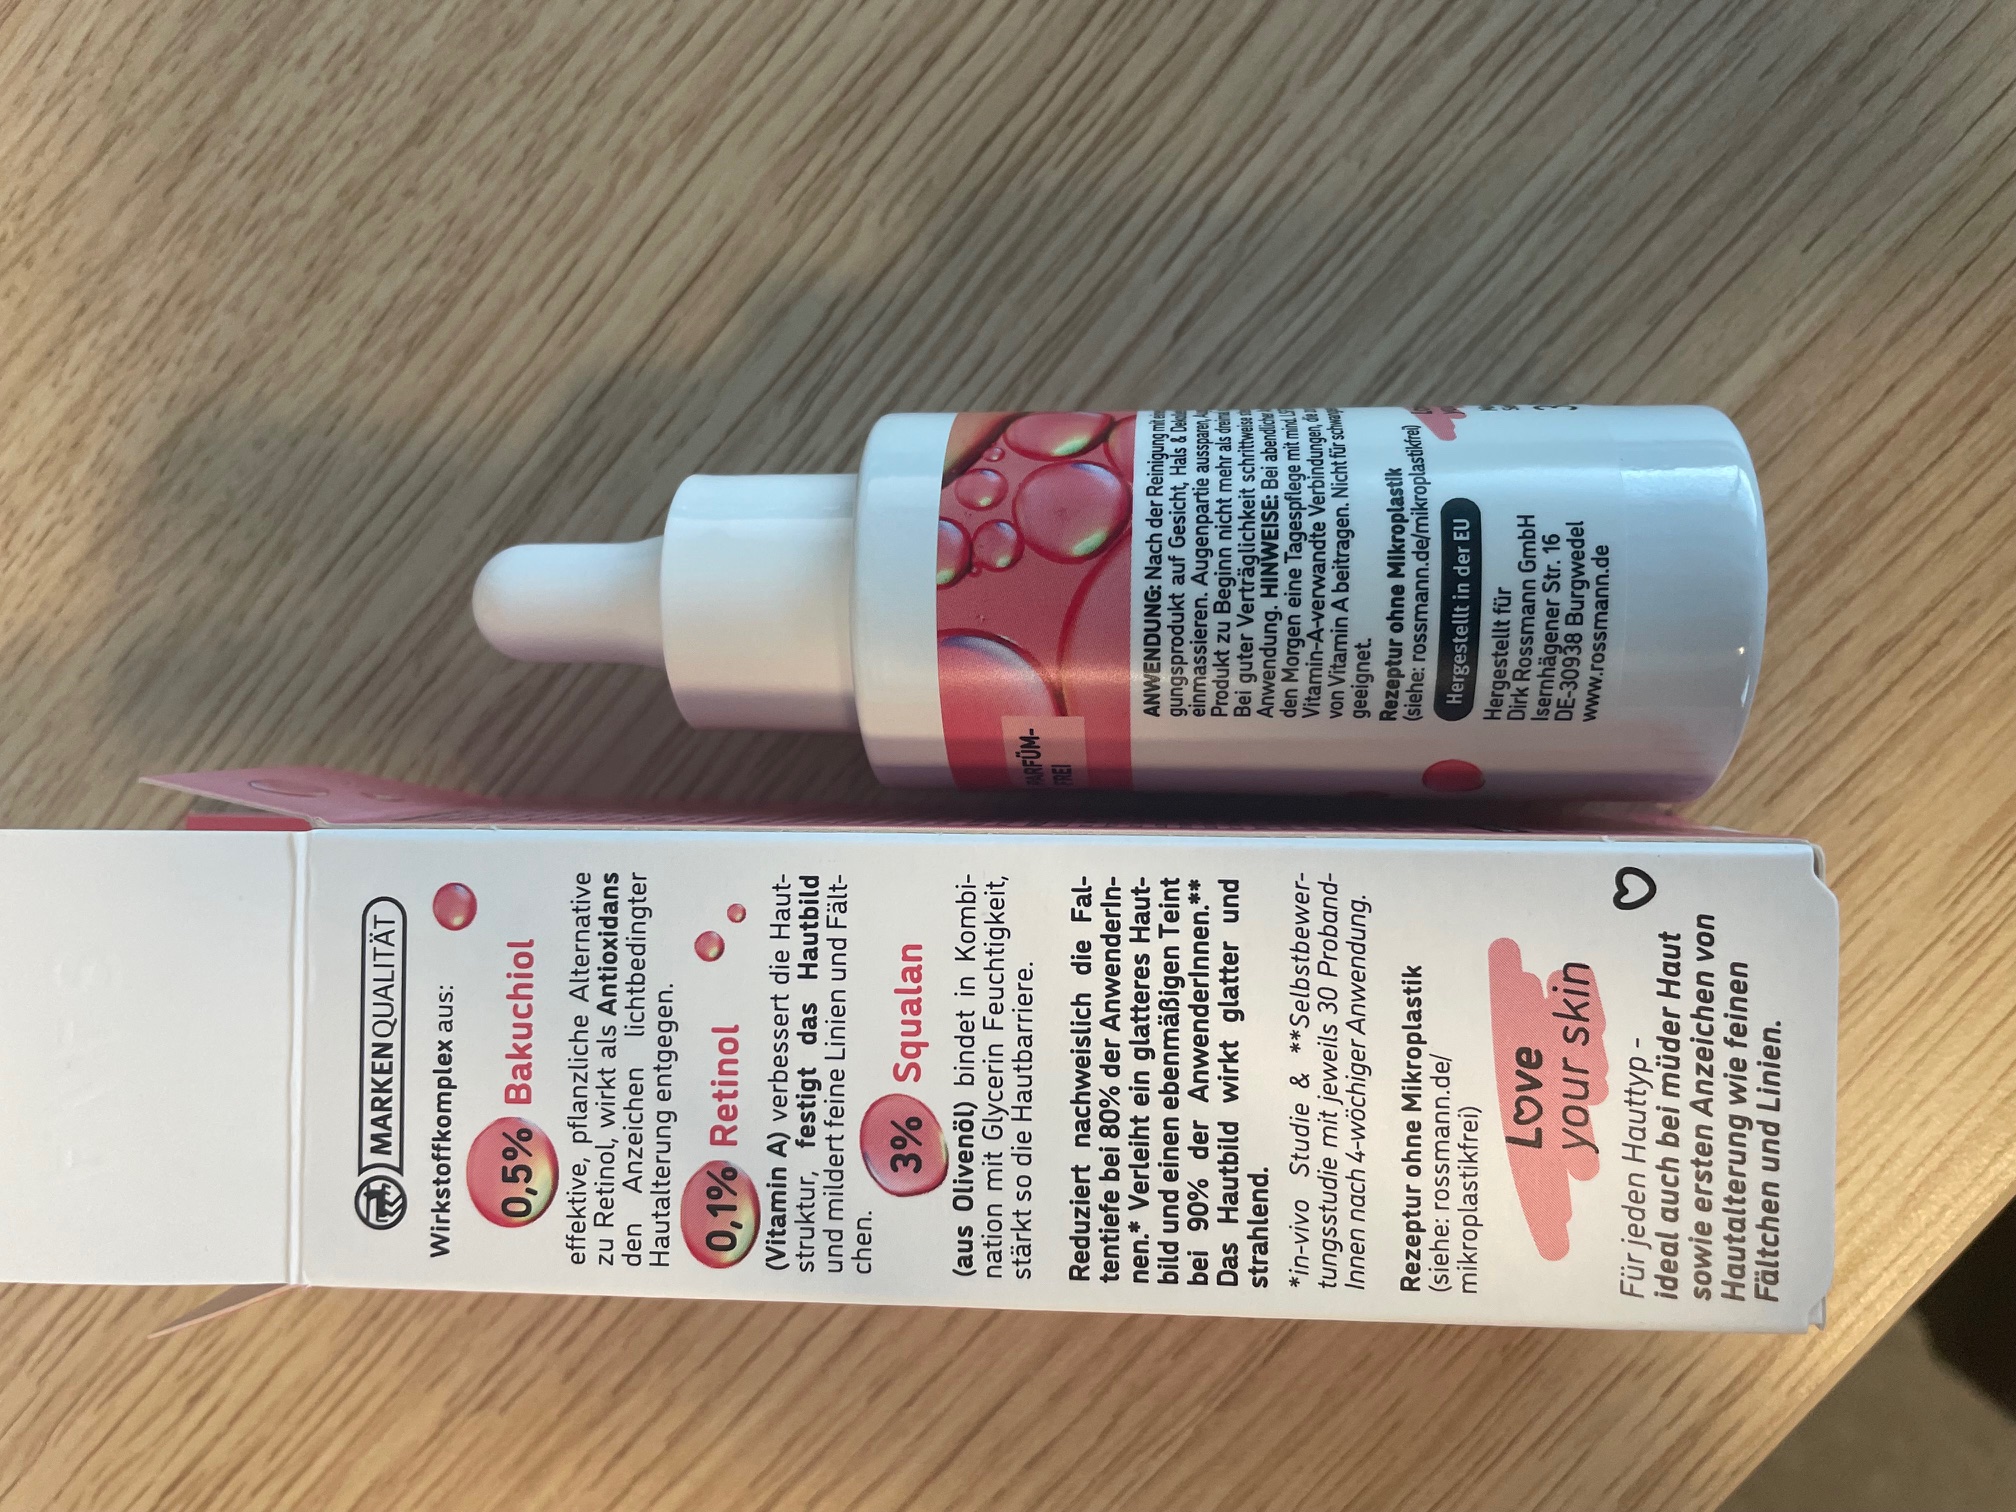 MARKENQUALITÄT
Wirkstoffkomplex aus:
0,5% Bakuchiol
effektive, pflanzliche Alternative
zu Retinol, wirkt als Antioxidans
den Anzeichen lichtbedingter
Hautalterung entgegen.
0,1% Retinol
(Vitamin A) verbessert die Haut-
struktur, festigt das Hautbild
und mildert feine Linien und Fält-
chen.
3% Squalan
(aus Olivenöl) bindet in Kombi-
nation mit Glycerin Feuchtigkeit,
stärkt so die Hautbarriere.
Reduziert nachweislich die Fal-
tentiefe bei 80% der AnwenderIn-
nen.* Verleiht ein glatteres Haut-
bild und einen ebenmäßigen Teint
bei 90% der AnwenderInnen.**
Das Hautbild wirkt glatter und
strahlend.
*in-vivo Studie & **Selbstbewer-
tungsstudie mit jeweils 30 Proband-
Innen nach 4-wöchiger Anwendung.
Rezeptur ohne Mikroplastik
(siehe: rossmann.de/
mikroplastikfrei)
Love
your skin
Für jeden Hauttyp -
ideal auch bei müder Haut
sowie ersten Anzeichen von
Hautalterung wie feinen
Fältchen und Linien.
PARFÜM-
FREI
ANWENDUNG: Nach der Reinigung mit
gungsprodukt auf Gesicht, Hals &
einmassieren. Augenpartie aussparen,
Produkt zu Beginn nicht mehr als
Bei guter Verträglichkeit schrittweise
Anwendung. HINWEISE: Bei abendlicher
den Morgen eine Tagespflege mit mind.
Vitamin-A-verwandte Verbindungen, die
von Vitamin A beitragen. Nicht für
geeignet.
Rezeptur ohne Mikroplastik
(siehe: rossmann.de/mikroplastikfrei)
Hergestellt in der EU
Hergestellt für
Dirk Rossmann GmbH
Isernhägener Str. 16
DE-30938 Burgwedel
www.rossmann.de